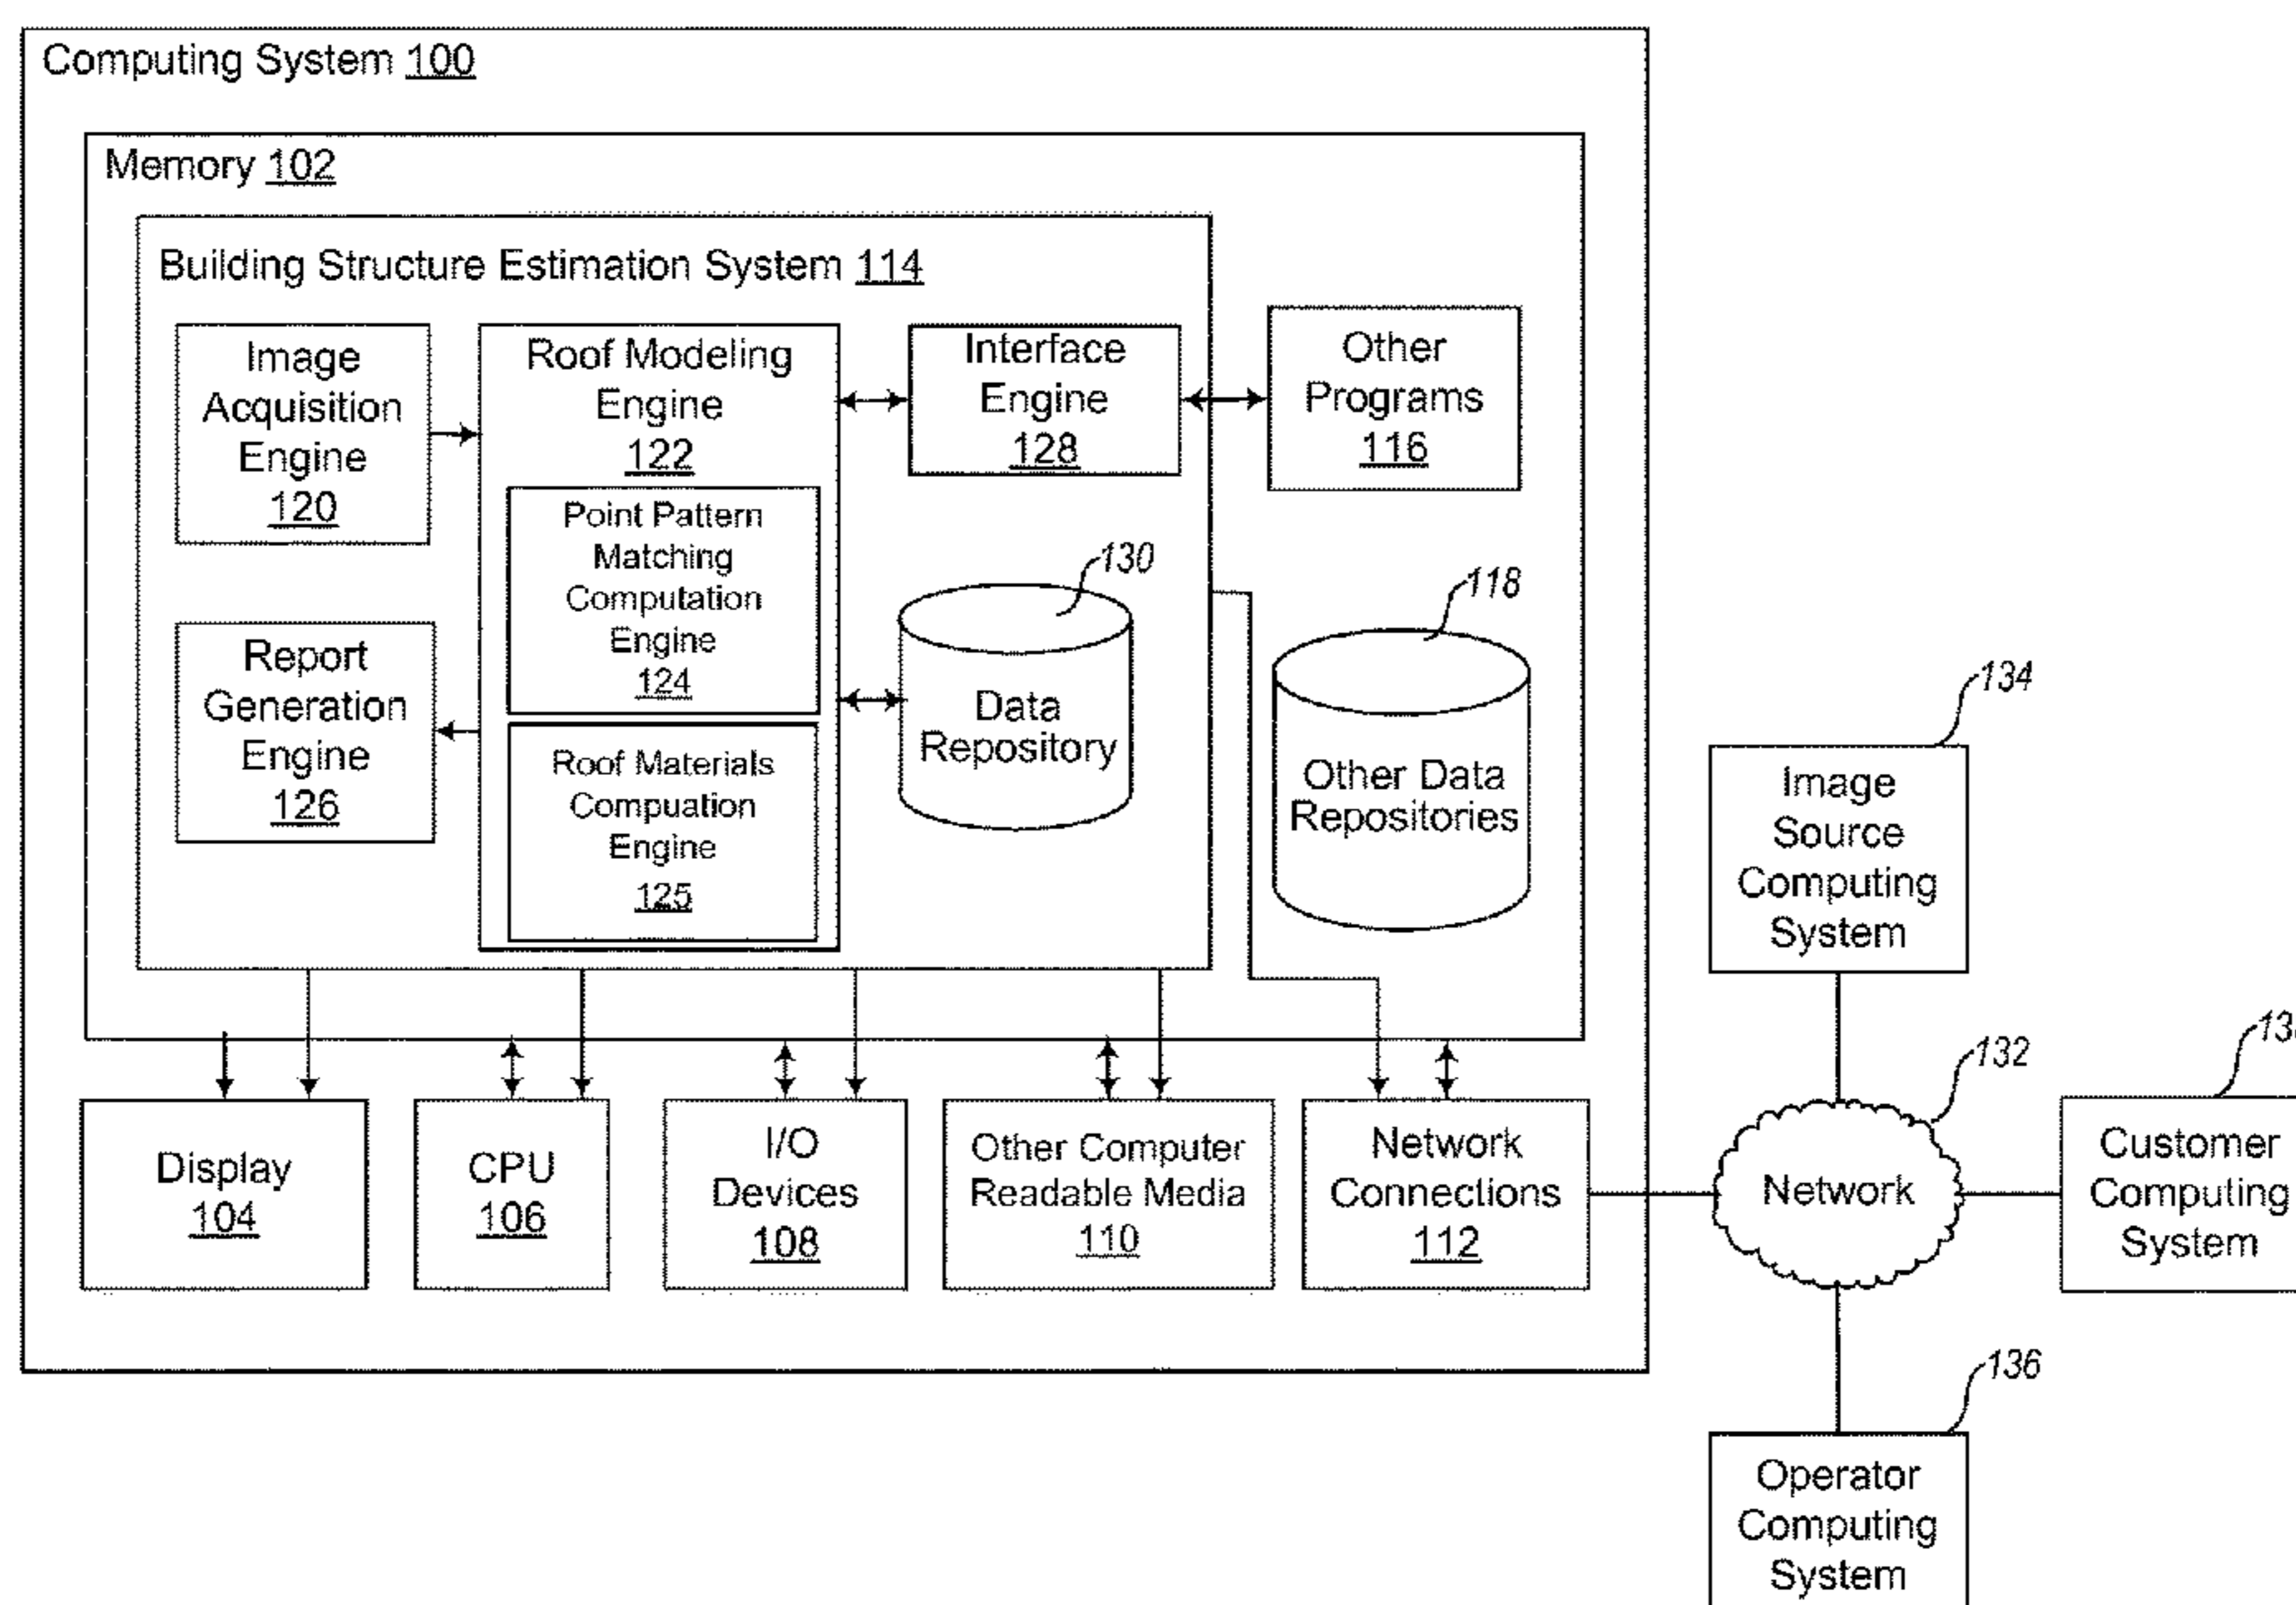 Computing System 100
Memory 102
Building Structure Estimation System 114
Image
Acquisition
Engine
120
Roof Modeling
Engine
122
Point Pattern
Matching
Computation
Engine
124
Roof Materials
Compuation
Engine
125
Interface
Engine
128
Other
Programs
116
Report
Generation
Engine
126
130
Data
Repository
118
Other Data
Repositories
Display
104
CPU
106
I/O
Devices
108
Other Computer
Readable Media
110
Network
Connections
112
134
Image
Source
Computing
System
132
Network
Customer
Computing
System
136
Operator
Computing
System